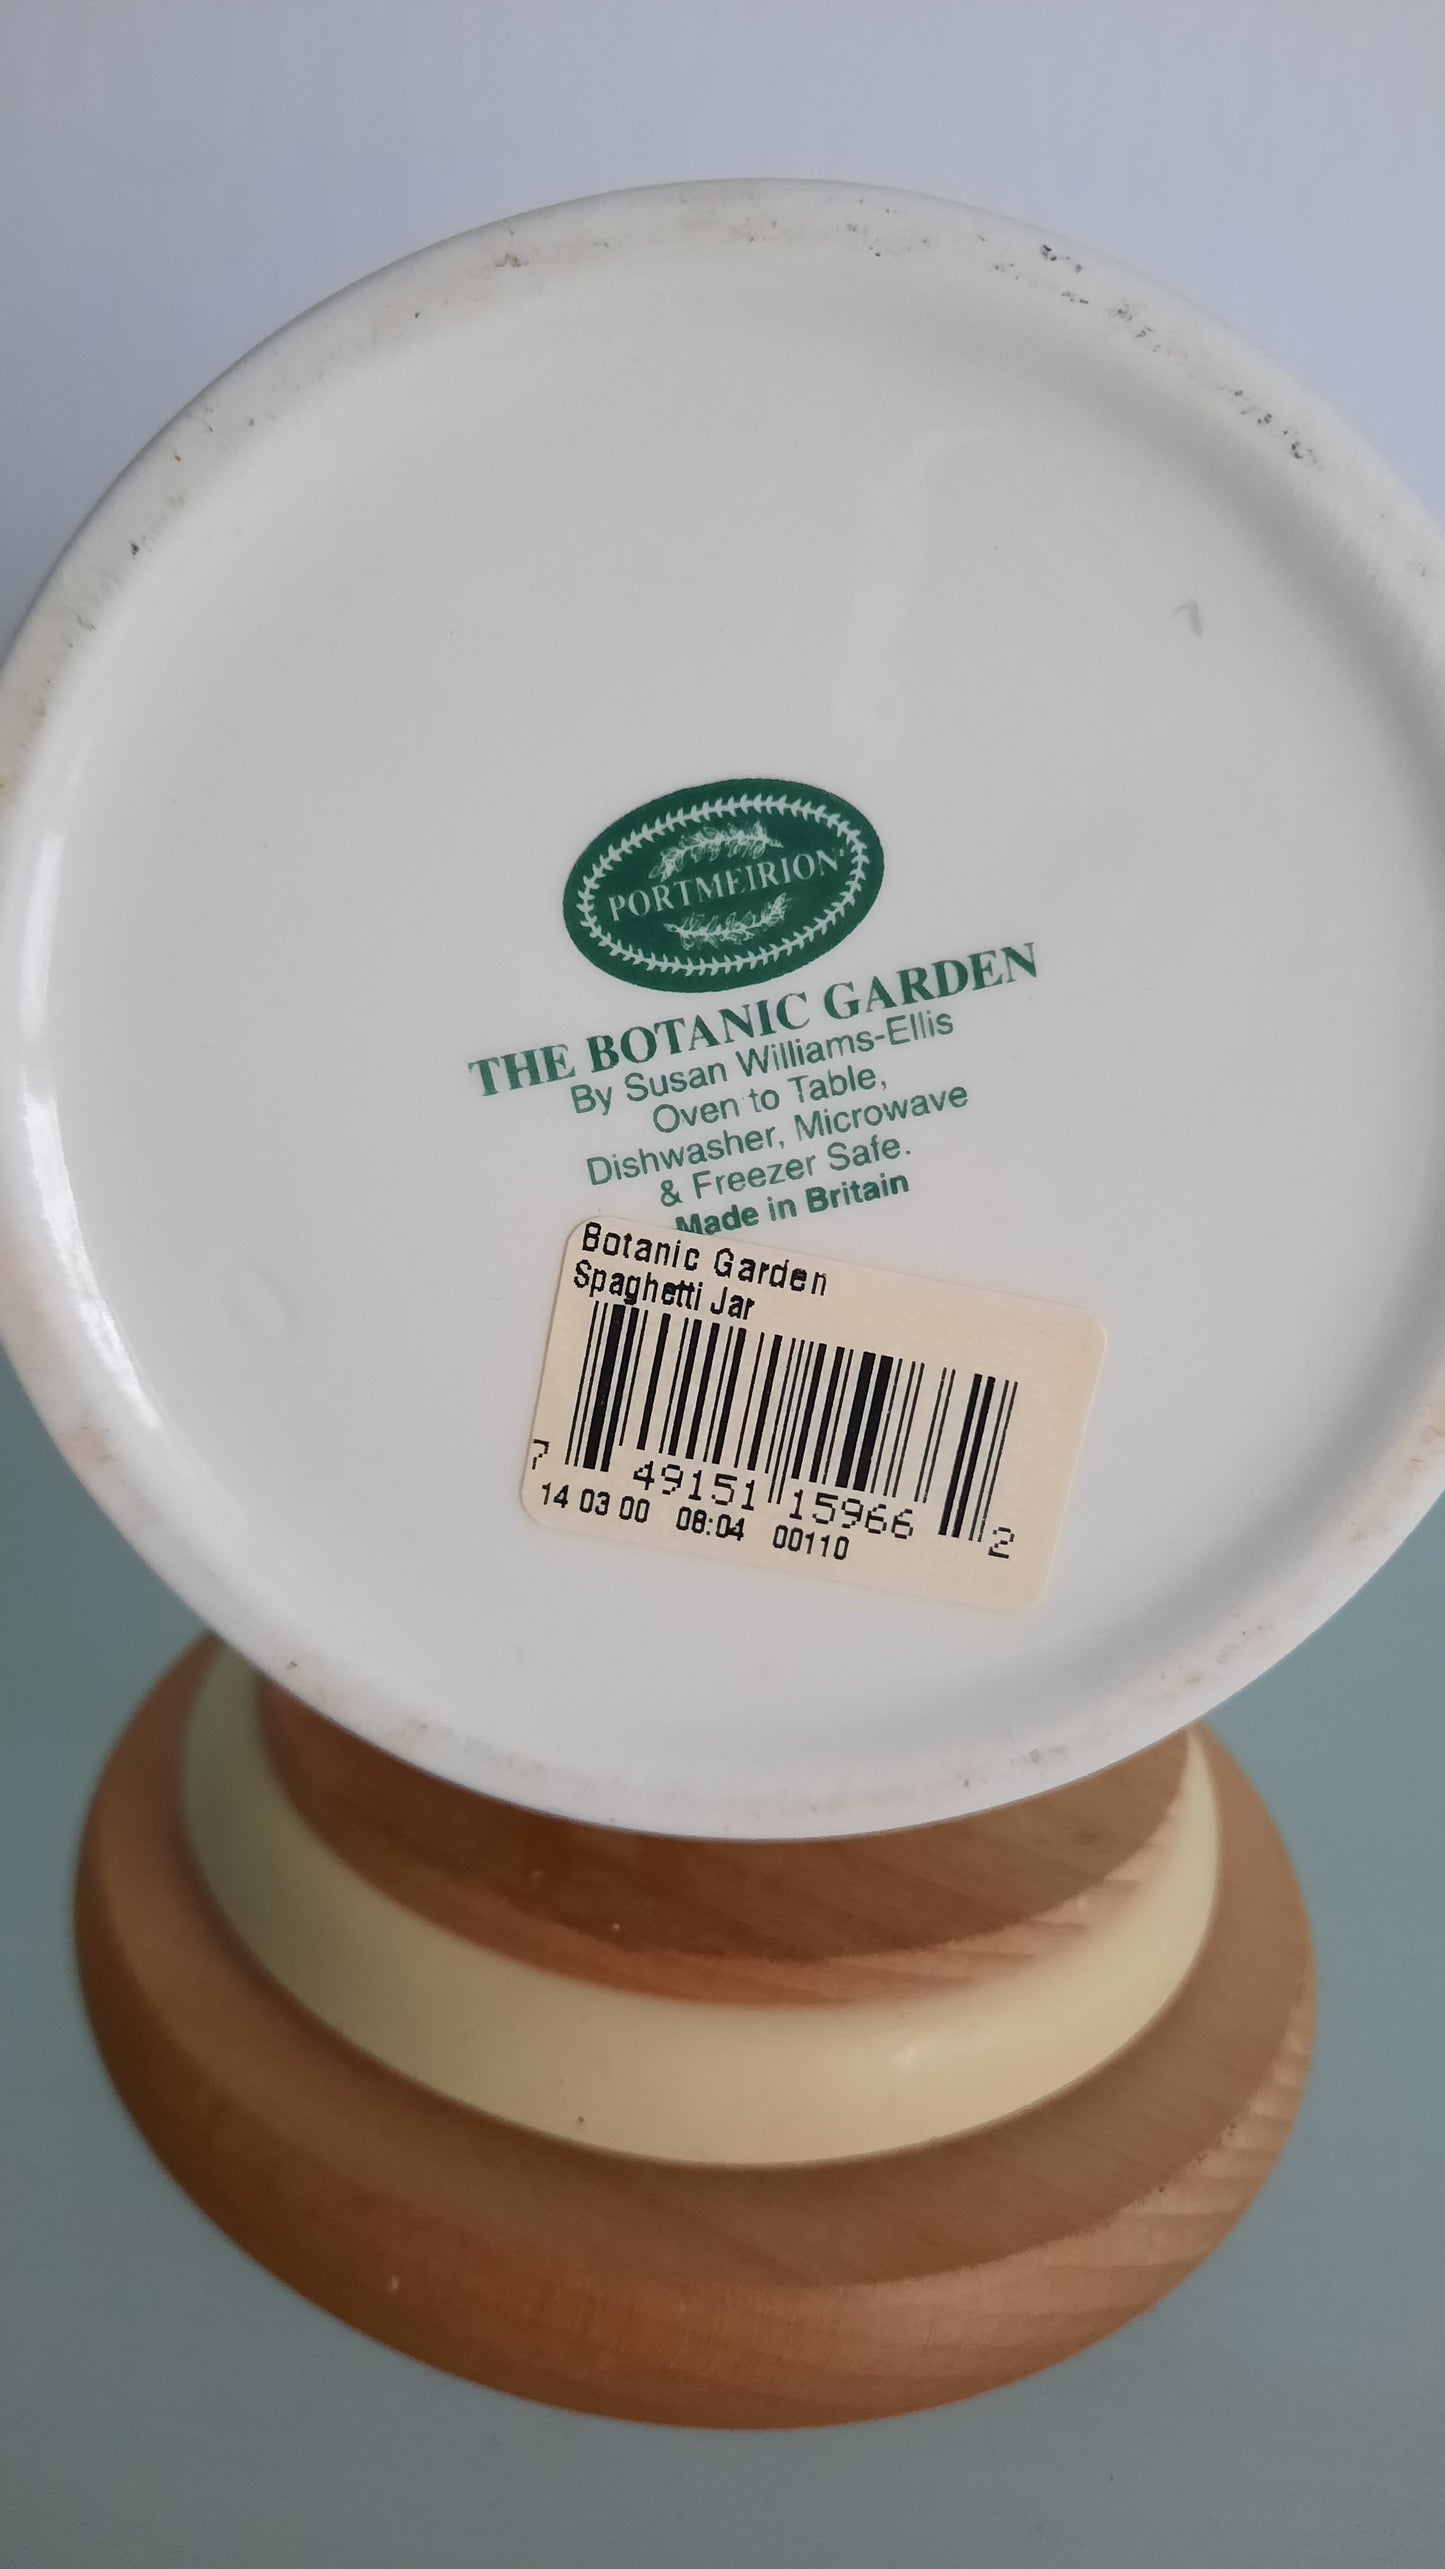 PORTMEIRION®
THE BOTANIC GARDEN
By Susan Williams-Ellis
Oven to Table,
Dishwasher, Microwave
& Freezer Safe.
Made in Britain
Botanic Garden
Spaghetti Jar
7 49151 15966 2
14 03 00 08:04 00110